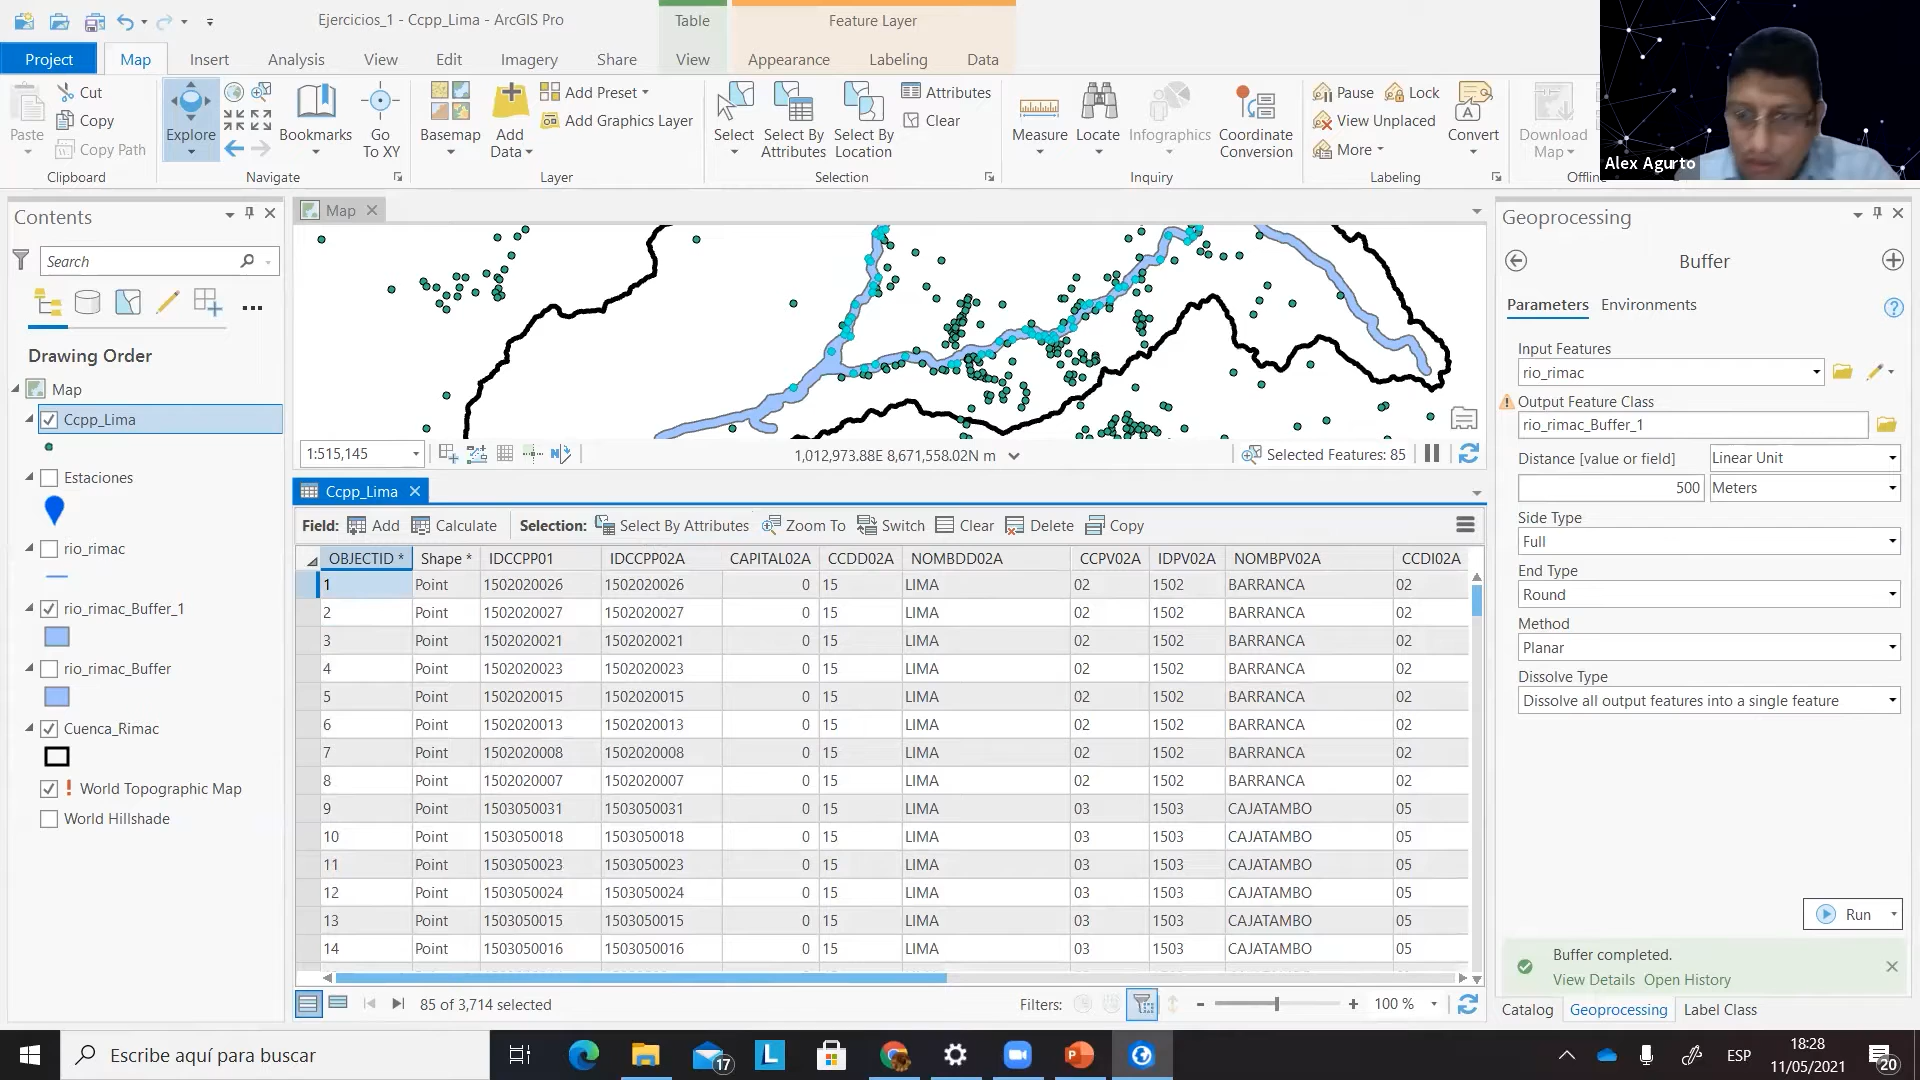 Ejercicios_1 - Ccpp_Lima - ArcGIS Pro
Table
Feature Layer
Project
Map
Insert
Analysis
View
Edit
Imagery
Share
View
Appearance
Labeling
Data
Paste
Cut
Copy
Copy Path
Clipboard
Explore
Bookmarks
Go To XY
Navigate
Basemap
Add Data
Add Preset
Add Graphics Layer
Layer
Select
Select By Attributes
Select By Location
Attributes
Clear
Selection
Measure
Locate
Infographics
Coordinate Conversion
Inquiry
Pause
Lock
View Unplaced
More
Convert
Labeling
Download Map
Offlin
Alex Agurto
Contents
Search
Drawing Order
Map
Ccpp_Lima
Estaciones
rio_rimac
rio_rimac_Buffer_1
rio_rimac_Buffer
Cuenca_Rimac
! World Topographic Map
World Hillshade
Map
1:515,145
1,012,973.88E 8,671,558.02N m
Selected Features: 85
Ccpp_Lima
Field: Add Calculate Selection: Select By Attributes Zoom To Switch Clear Delete Copy
OBJECTID * Shape * IDCCPP01 IDCCPP02A CAPITAL02A CCDD02A NOMBDD02A CCPV02A IDPV02A NOMBPV02A CCDI02A
1 Point 1502020026 1502020026 0 15 LIMA 02 1502 BARRANCA 02
2 Point 1502020027 1502020027 0 15 LIMA 02 1502 BARRANCA 02
3 Point 1502020021 1502020021 0 15 LIMA 02 1502 BARRANCA 02
4 Point 1502020023 1502020023 0 15 LIMA 02 1502 BARRANCA 02
5 Point 1502020015 1502020015 0 15 LIMA 02 1502 BARRANCA 02
6 Point 1502020013 1502020013 0 15 LIMA 02 1502 BARRANCA 02
7 Point 1502020008 1502020008 0 15 LIMA 02 1502 BARRANCA 02
8 Point 1502020007 1502020007 0 15 LIMA 02 1502 BARRANCA 02
9 Point 1503050031 1503050031 0 15 LIMA 03 1503 CAJATAMBO 05
10 Point 1503050018 1503050018 0 15 LIMA 03 1503 CAJATAMBO 05
11 Point 1503050023 1503050023 0 15 LIMA 03 1503 CAJATAMBO 05
12 Point 1503050024 1503050024 0 15 LIMA 03 1503 CAJATAMBO 05
13 Point 1503050015 1503050015 0 15 LIMA 03 1503 CAJATAMBO 05
14 Point 1503050016 1503050016 0 15 LIMA 03 1503 CAJATAMBO 05
85 of 3,714 selected
Filters:
- + 100 %
Geoprocessing
Buffer
Parameters Environments
Input Features
rio_rimac
Output Feature Class
rio_rimac_Buffer_1
Distance [value or field]
Linear Unit
500 Meters
Side Type
Full
End Type
Round
Method
Planar
Dissolve Type
Dissolve all output features into a single feature
Run
Buffer completed.
View Details Open History
Catalog Geoprocessing Label Class
Escribe aquí para buscar
17
L
P
ESP
18:28
11/05/2021
20